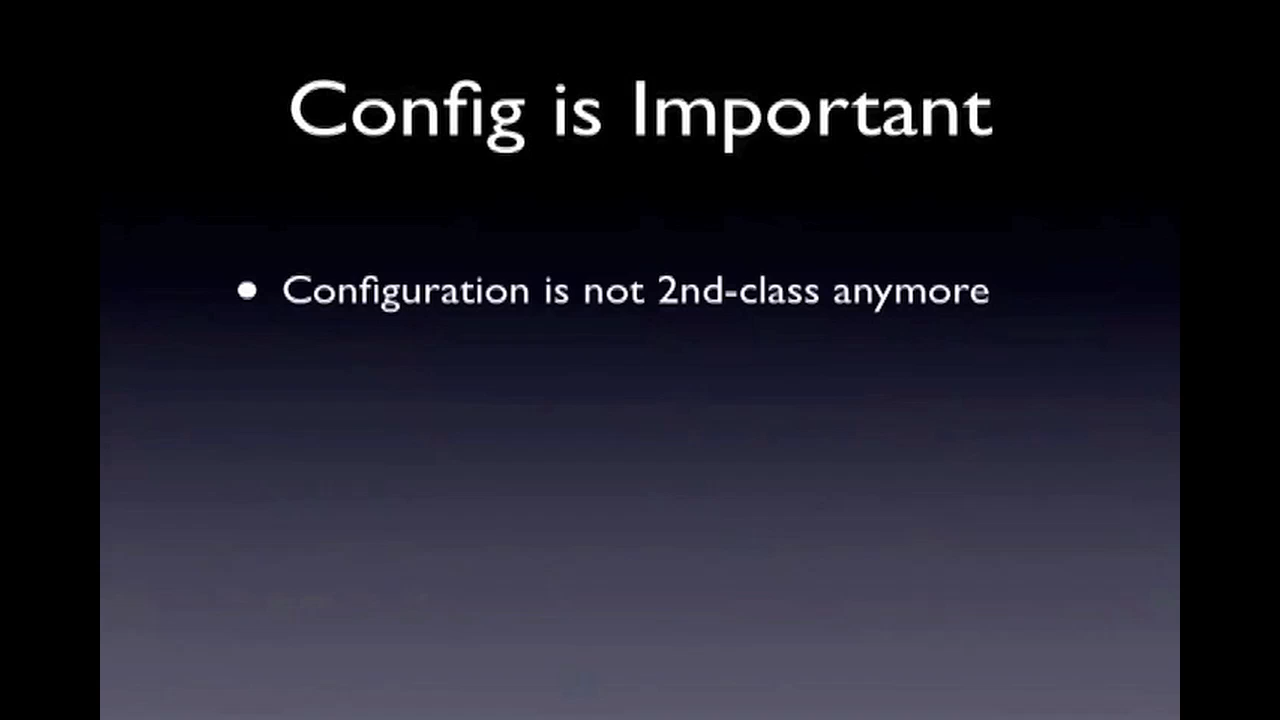 Config is Important
• Configuration is not 2nd-class anymore